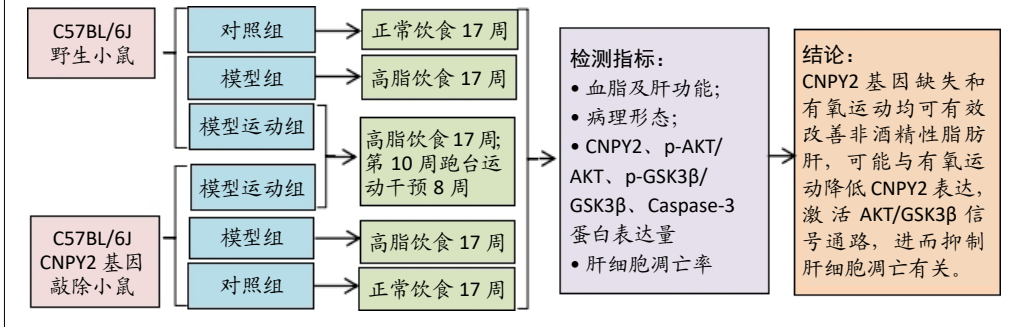 C57BL/6J
野生小鼠
对照组
正常饮食 17 周
模型组
高脂饮食 17 周
模型运动组
高脂饮食 17 周;
第 10 周跑台运
动干预 8 周
模型运动组
C57BL/6J
CNPY2 基因
敲除小鼠
模型组
高脂饮食 17 周
对照组
正常饮食 17 周
检测指标：
• 血脂及肝功能;
• 病理形态;
• CNPY2、p-AKT/
AKT、p-GSK3β/
GSK3β、Caspase-3
蛋白表达量
• 肝细胞凋亡率
结论：
CNPY2 基因缺失和
有氧运动均可有效
改善非酒精性脂肪
肝，可能与有氧运
动降低 CNPY2 表达，
激活 AKT/GSK3β 信
号通路，进而抑制
肝细胞凋亡有关。